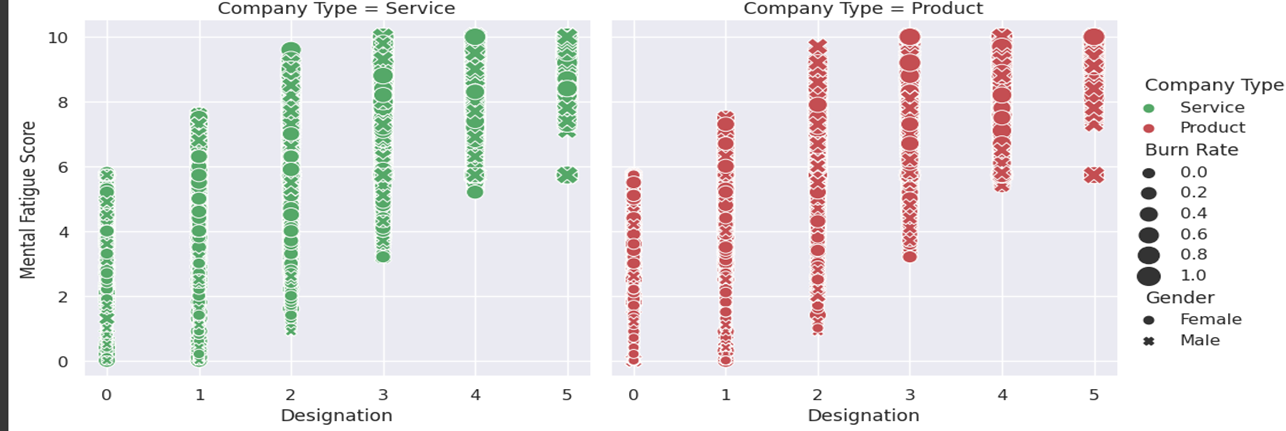 Company Type = Service
Company Type = Product
Mental Fatigue Score
10
8
6
4
2
0
0 1 2 3 4 5
Designation
0 1 2 3 4 5
Designation
Company Type
Service
Product
Burn Rate
0.0
0.2
0.4
0.6
0.8
1.0
Gender
Female
Male